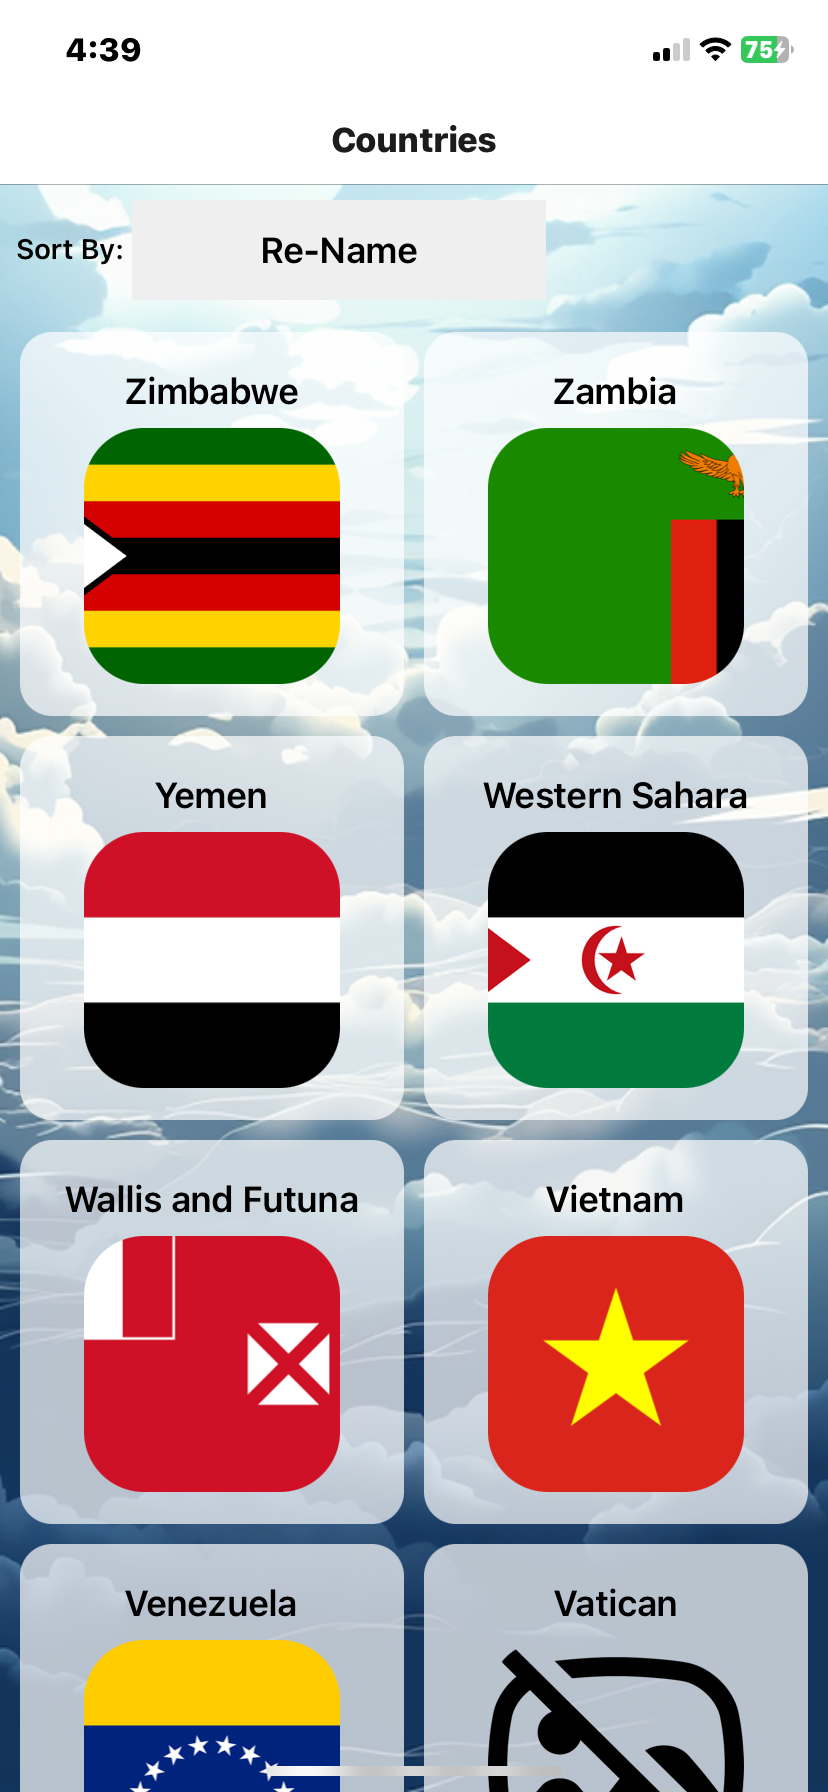 4:39
75
Countries
Sort By:
Re-Name
Zimbabwe
Zambia
Yemen
Western Sahara
Wallis and Futuna
Vietnam
Venezuela
Vatican